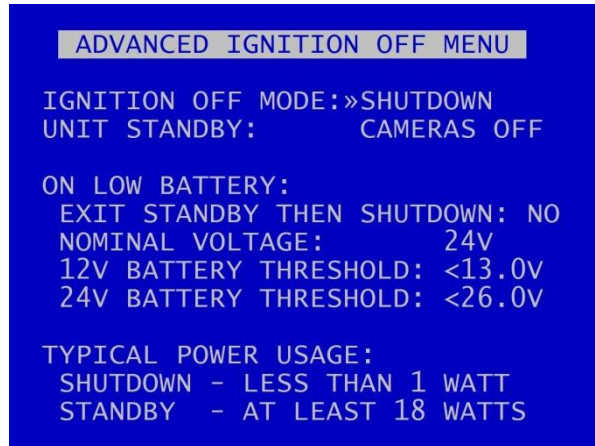 ADVANCED IGNITION OFF MENU
IGNITION OFF MODE:»SHUTDOWN
UNIT STANDBY: CAMERAS OFF
ON LOW BATTERY:
EXIT STANDBY THEN SHUTDOWN: NO
NOMINAL VOLTAGE: 24V
12V BATTERY THRESHOLD: <13.0V
24V BATTERY THRESHOLD: <26.0V
TYPICAL POWER USAGE:
SHUTDOWN - LESS THAN 1 WATT
STANDBY - AT LEAST 18 WATTS